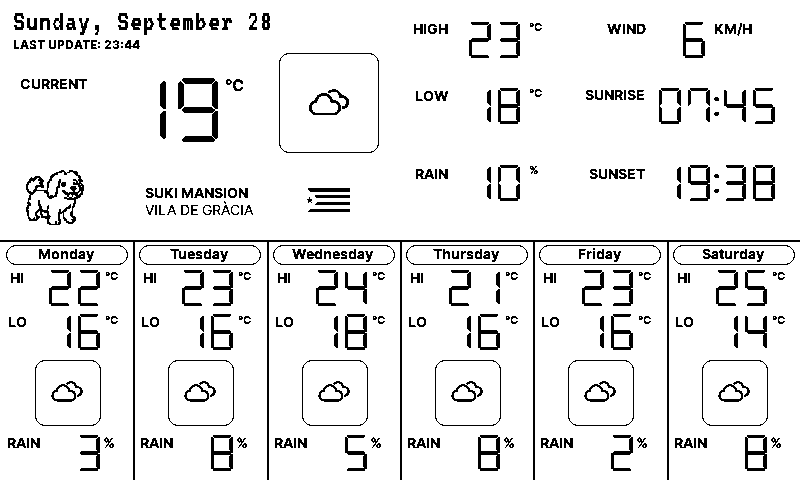 Sunday, September 28
LAST UPDATE: 23:44
CURRENT 19 °C
SUKI MANSION
VILA DE GRÀCIA
HIGH 23 °C
LOW 18 °C
RAIN 10 %
WIND 6 KM/H
SUNRISE 07:45
SUNSET 19:38
Monday
HI 22 °C
LO 16 °C
RAIN 3 %
Tuesday
HI 23 °C
LO 16 °C
RAIN 8 %
Wednesday
HI 24 °C
LO 18 °C
RAIN 5 %
Thursday
HI 21 °C
LO 16 °C
RAIN 8 %
Friday
HI 23 °C
LO 16 °C
RAIN 2 %
Saturday
HI 25 °C
LO 14 °C
RAIN 8 %